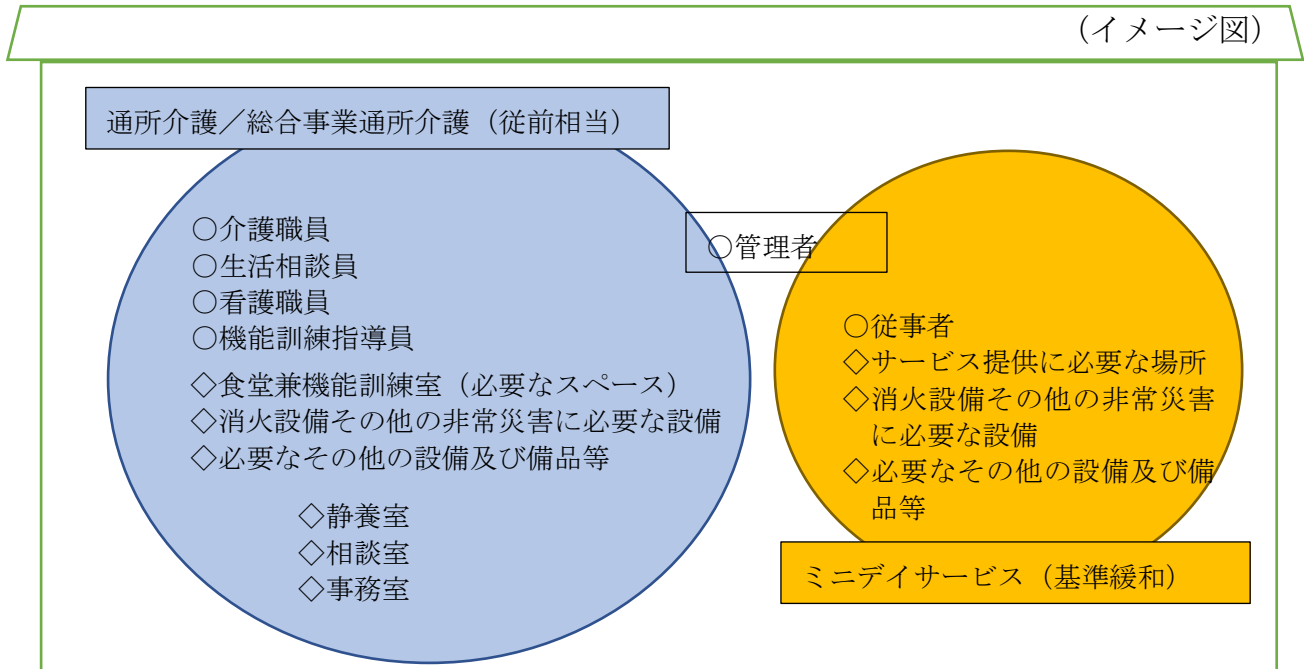 （イメージ図）
通所介護／総合事業通所介護（従前相当）
○介護職員
○生活相談員
○看護職員
○機能訓練指導員
◇食堂兼機能訓練室（必要なスペース）
◇消火設備その他の非常災害に必要な設備
◇必要なその他の設備及び備品等
◇静養室
◇相談室
◇事務室
○管理者
○従事者
◇サービス提供に必要な場所
◇消火設備その他の非常災害
に必要な設備
◇必要なその他の設備及び備
品等
ミニデイサービス（基準緩和）